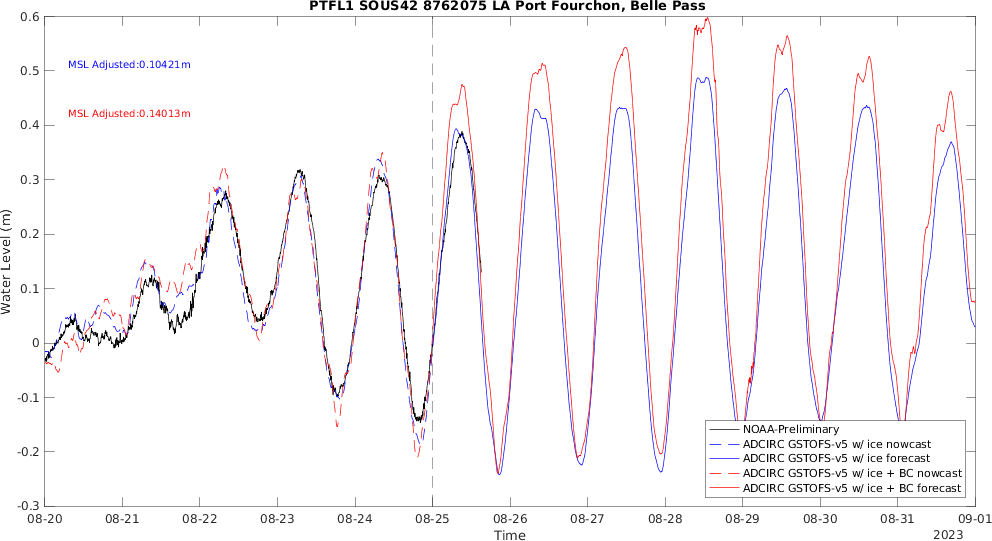 PTFL1 SOUS42 8762075 LA Port Fourchon, Belle Pass
0.6
0.5
0.4
0.3
0.2
0.1
0
-0.1
-0.2
-0.3
Water Level (m)
MSL Adjusted:0.10421m
MSL Adjusted:0.14013m
NOAA-Preliminary
ADCIRC GSTOFS-v5 w/ ice nowcast
ADCIRC GSTOFS-v5 w/ ice forecast
ADCIRC GSTOFS-v5 w/ ice + BC nowcast
ADCIRC GSTOFS-v5 w/ ice + BC forecast
08-20 08-21 08-22 08-23 08-24 08-25 08-26 08-27 08-28 08-29 08-30 08-31 09-01
Time
2023